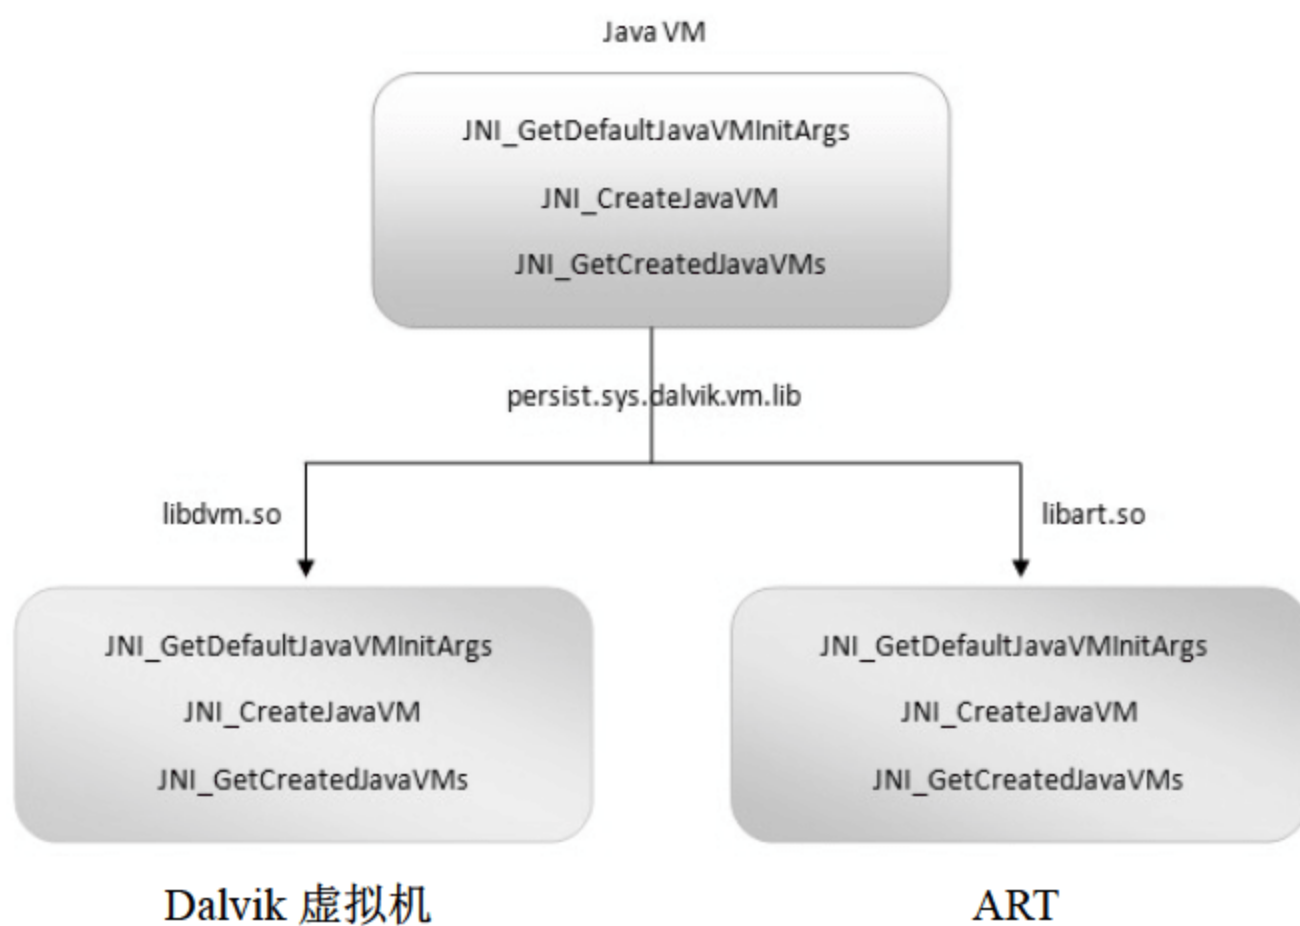 Java VM
JNI_GetDefaultJavaVMInitArgs
JNI_CreateJavaVM
JNI_GetCreatedJavaVMs
persist.sys.dalvik.vm.lib
libdvm.so
libart.so
JNI_GetDefaultJavaVMInitArgs
JNI_CreateJavaVM
JNI_GetCreatedJavaVMs
Dalvik 虚拟机
JNI_GetDefaultJavaVMInitArgs
JNI_CreateJavaVM
JNI_GetCreatedJavaVMs
ART